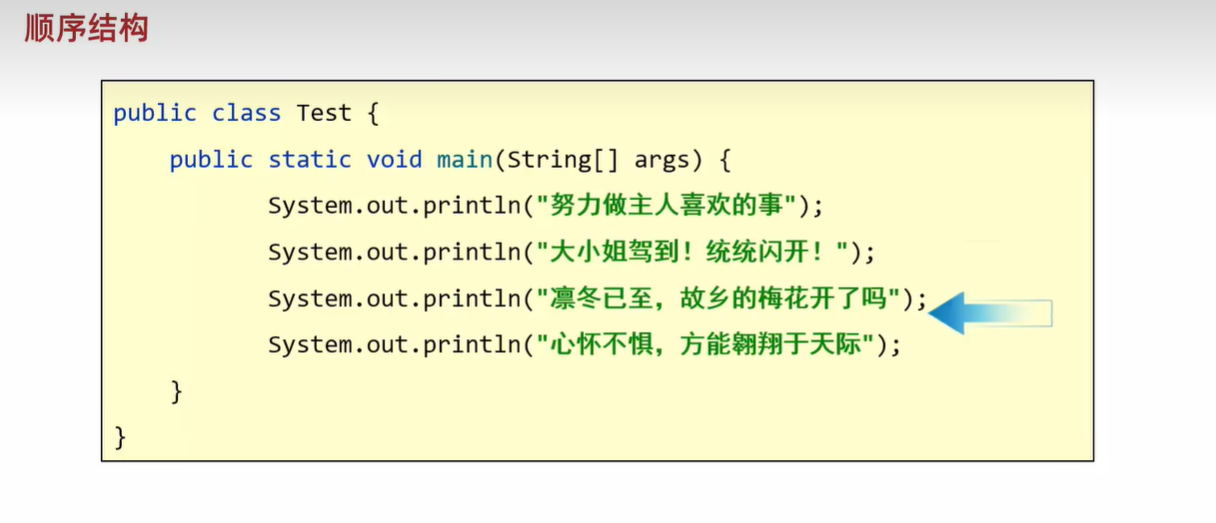 顺序结构
public class Test {
public static void main(String[] args) {
System.out.println("努力做主人喜欢的事");
System.out.println("大小姐驾到！统统闪开！");
System.out.println("凛冬已至，故乡的梅花开了吗");
System.out.println("心怀不惧，方能翱翔于天际");
}
}